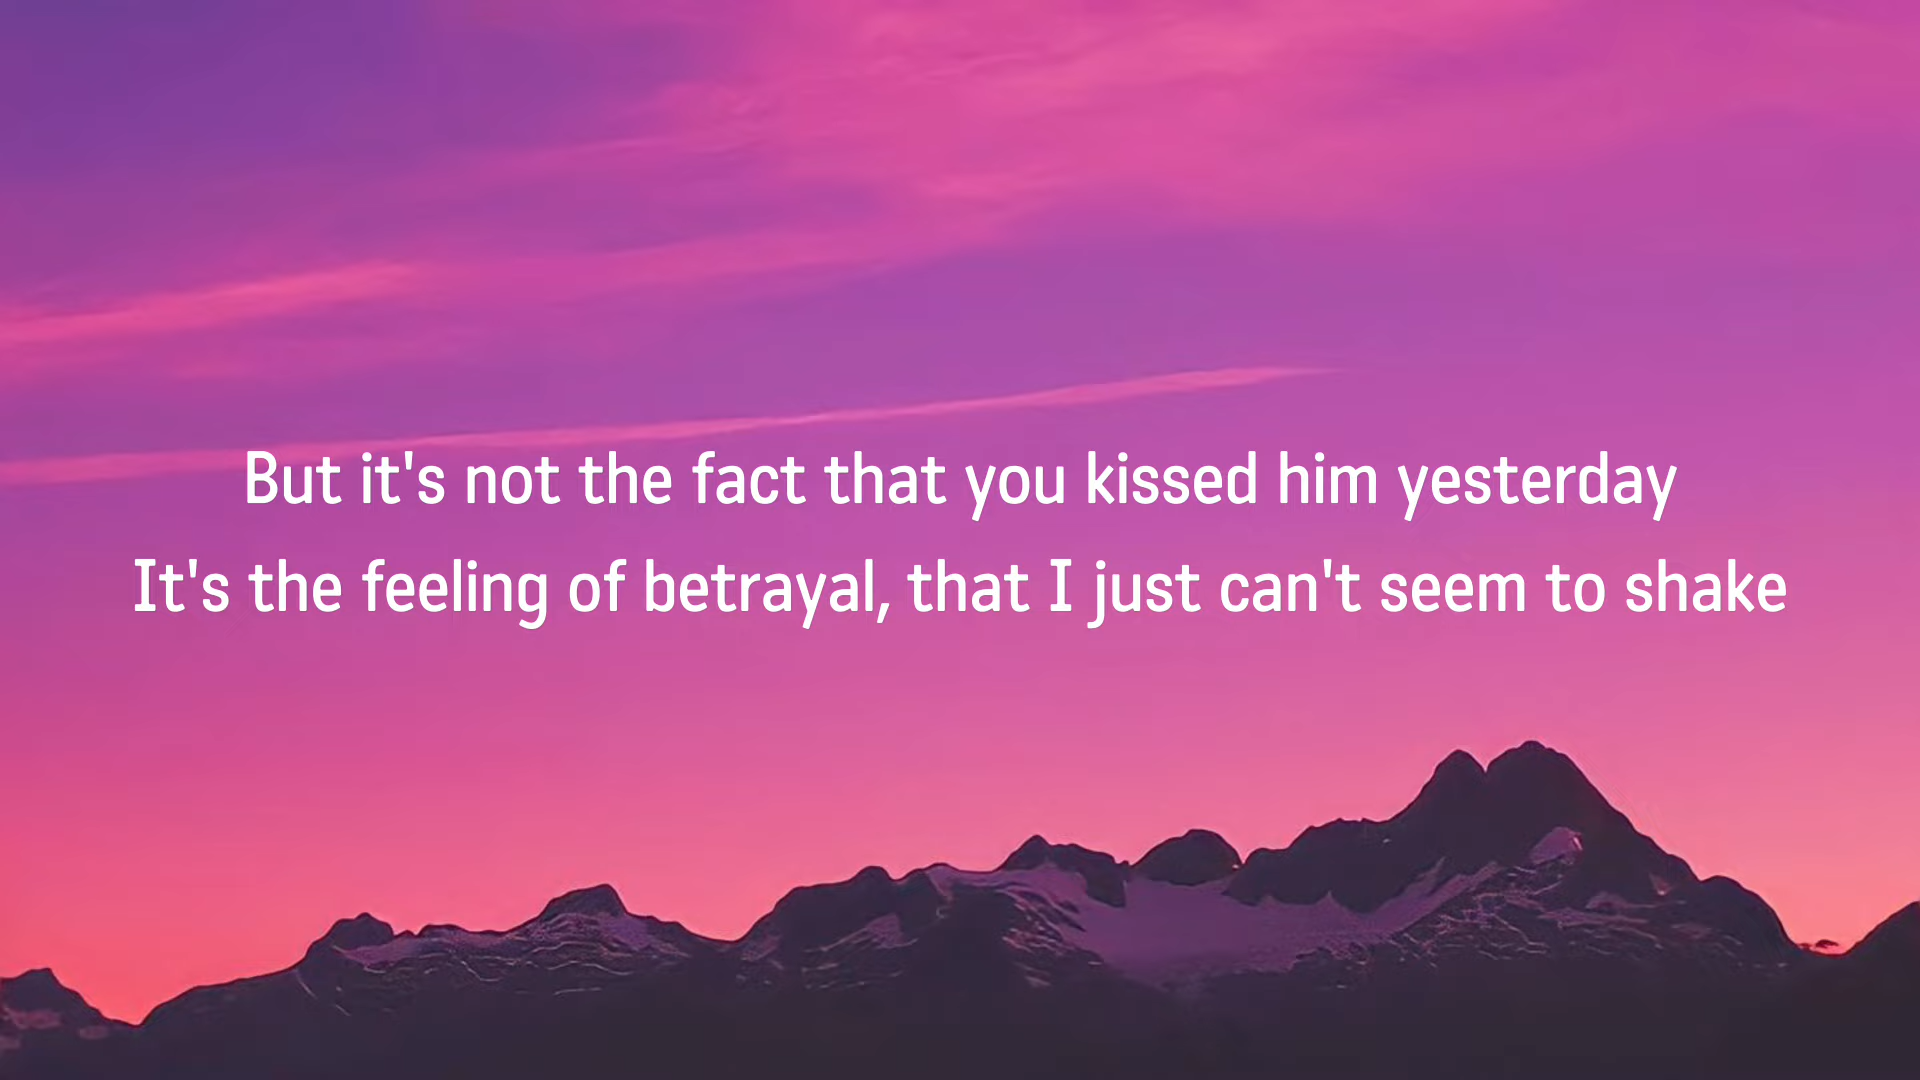 But it's not the fact that you kissed him yesterday
It's the feeling of betrayal, that I just can't seem to shake